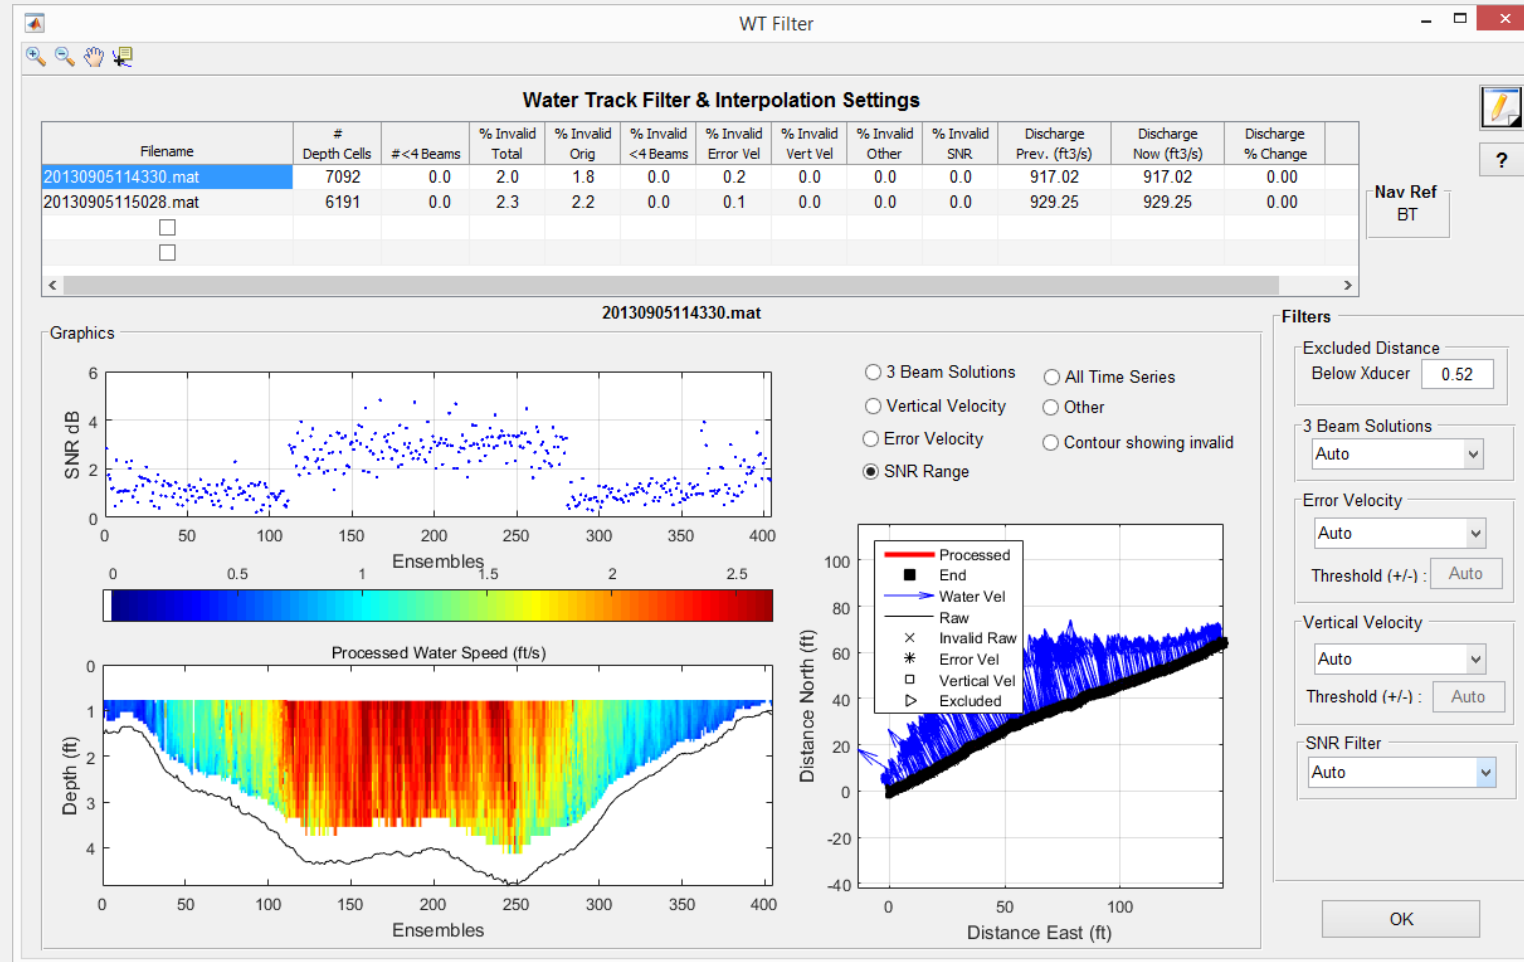 WT Filter
Water Track Filter & Interpolation Settings
# % Invalid % Invalid % Invalid % Invalid % Invalid % Invalid % Invalid Discharge Discharge Discharge
Filename Depth Cells #<4 Beams Total Orig <4 Beams Error Vel Vert Vel Other SNR Prev. (ft3/s) Now (ft3/s) % Change
20130905114330.mat 7092 0.0 2.0 1.8 0.0 0.2 0.0 0.0 0.0 917.02 917.02 0.00
20130905115028.mat 6191 0.0 2.3 2.2 0.0 0.1 0.0 0.0 0.0 929.25 929.25 0.00
?
Nav Ref
BT
20130905114330.mat
Graphics
6
4
2
0
SNR dB
0 50 100 150 200 250 300 350 400
Ensembles
0 0.5 1 1.5 2 2.5
Processed Water Speed (ft/s)
0
1
2
3
4
Depth (ft)
0 50 100 150 200 250 300 350 400
Ensembles
3 Beam Solutions
All Time Series
Vertical Velocity
Other
Error Velocity
Contour showing invalid
SNR Range
100
80
60
40
20
0
-20
-40
Distance North (ft)
Processed
End
Water Vel
Raw
Invalid Raw
Error Vel
Vertical Vel
Excluded
0 50 100
Distance East (ft)
Filters
Excluded Distance
Below Xducer 0.52
3 Beam Solutions
Auto
Error Velocity
Auto
Threshold (+/-) : Auto
Vertical Velocity
Auto
Threshold (+/-) : Auto
SNR Filter
Auto
OK